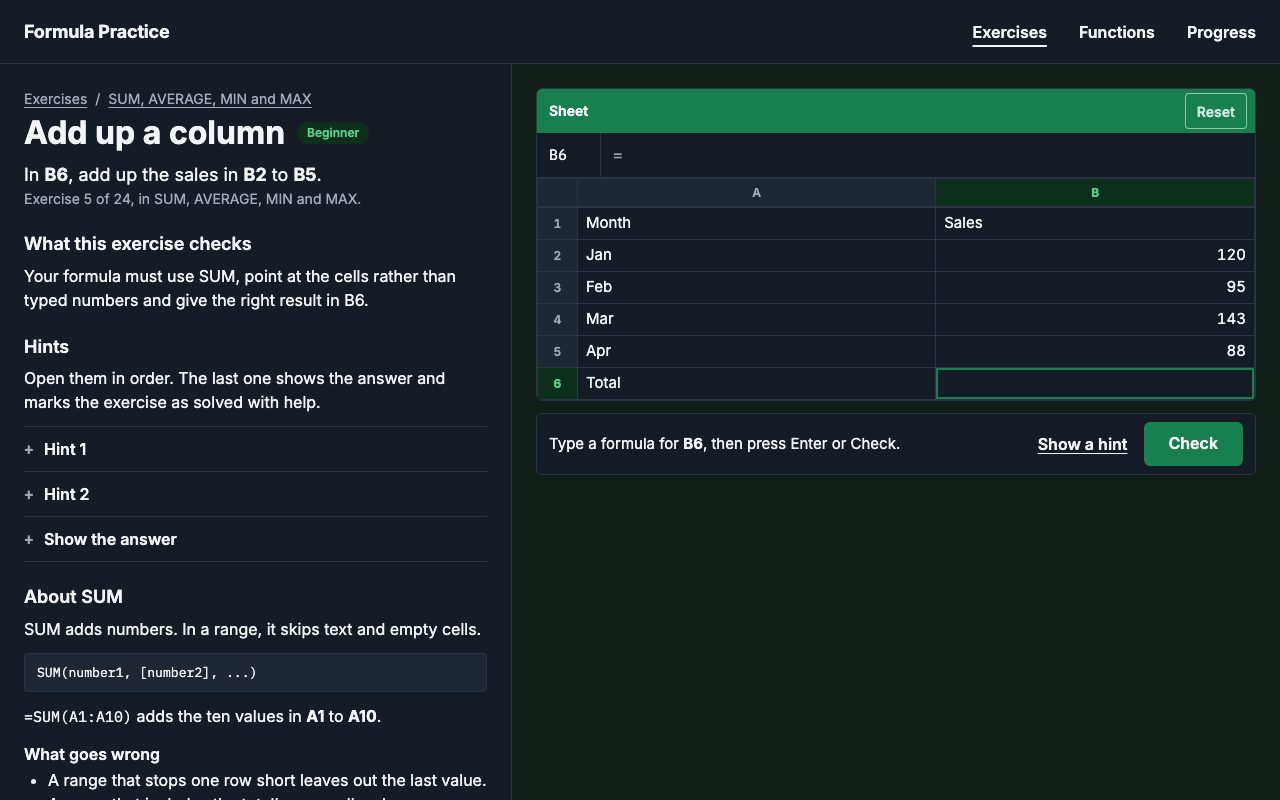 Formula Practice
Exercises
Functions
Progress
Exercises / SUM, AVERAGE, MIN and MAX
Add up a column Beginner
In B6, add up the sales in B2 to B5.
Exercise 5 of 24, in SUM, AVERAGE, MIN and MAX.
What this exercise checks
Your formula must use SUM, point at the cells rather than
typed numbers and give the right result in B6.
Hints
Open them in order. The last one shows the answer and
marks the exercise as solved with help.
+ Hint 1
+ Hint 2
+ Show the answer
About SUM
SUM adds numbers. In a range, it skips text and empty cells.
SUM(number1, [number2], ...)
=SUM(A1:A10) adds the ten values in A1 to A10.
What goes wrong
• A range that stops one row short leaves out the last value.
Sheet
Reset
B6 =
A B
1 Month Sales
2 Jan 120
3 Feb 95
4 Mar 143
5 Apr 88
6 Total
Type a formula for B6, then press Enter or Check.
Show a hint
Check